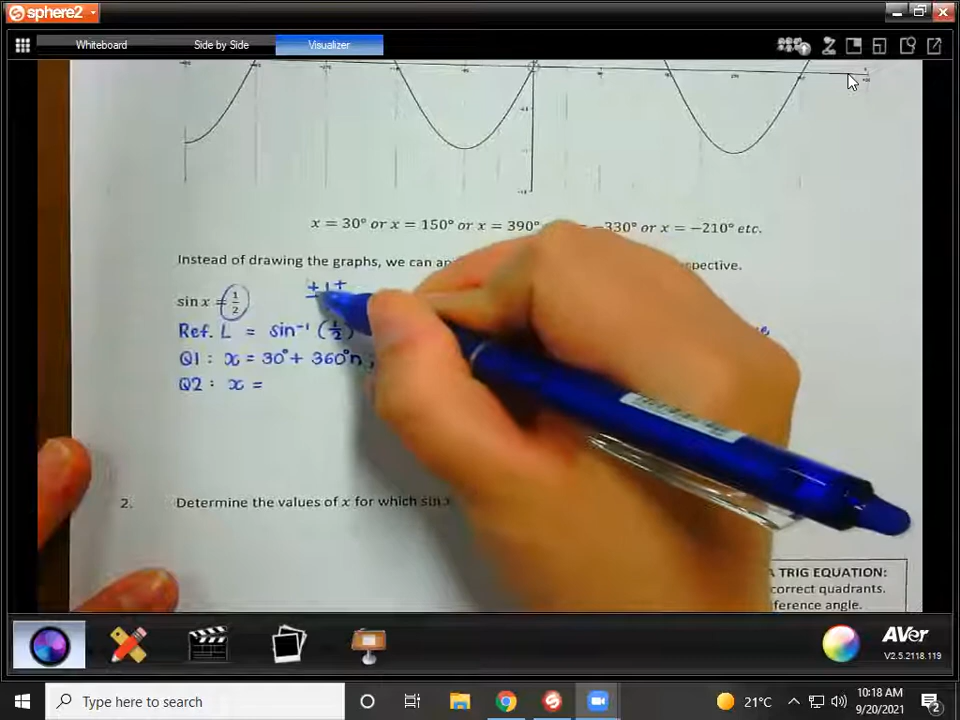 sphere2
Whiteboard Side by Side Visualizer
x = 30° or x = 150° or x = 390° −330° or x = −210° etc.
Instead of drawing the graphs, we can spective.
sin x = 1/2
Ref. L = sin⁻¹ (1/2)
Q1 : x = 30° + 360°n ;
Q2 : x =
2. Determine the values of x for which sin x
A TRIG EQUATION:
correct quadrants.
ference angle.
AVer
V2.5.2118.119
Type here to search
21°C
10:18 AM
9/20/2021
2